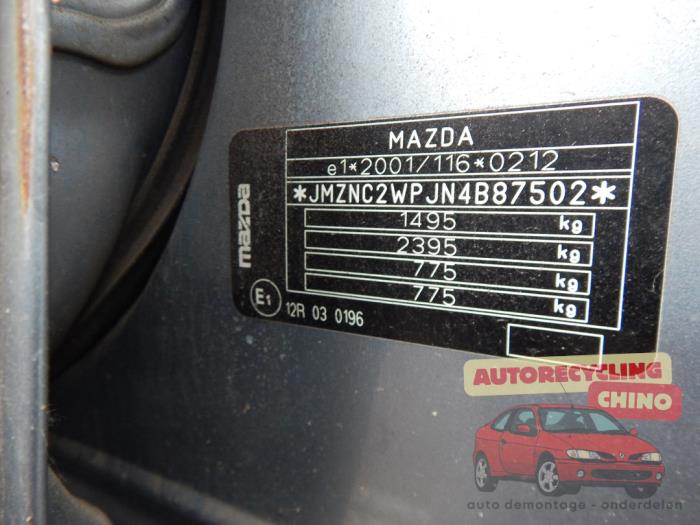 MAZDA
e1*2001/116*0212
*JMZNC2WPJN4B87502*
1495 kg
2395 kg
775 kg
775 kg
mazda
E1
12R 03 0196
AUTORECYCLING
CHINO
auto demontage - onderdelen